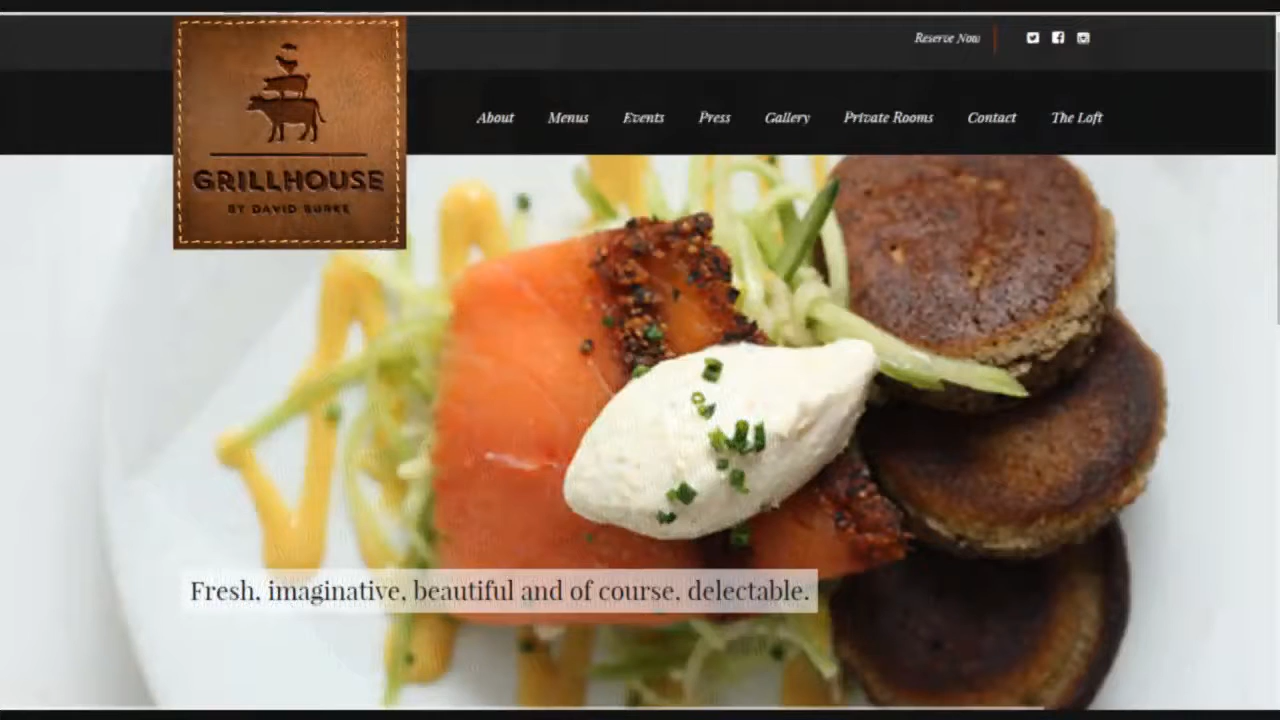 Reserve Now
GRILLHOUSE
BY DAVID BURKE
About Menus Events Press Gallery Private Rooms Contact The Loft
Fresh, imaginative, beautiful and of course, delectable.